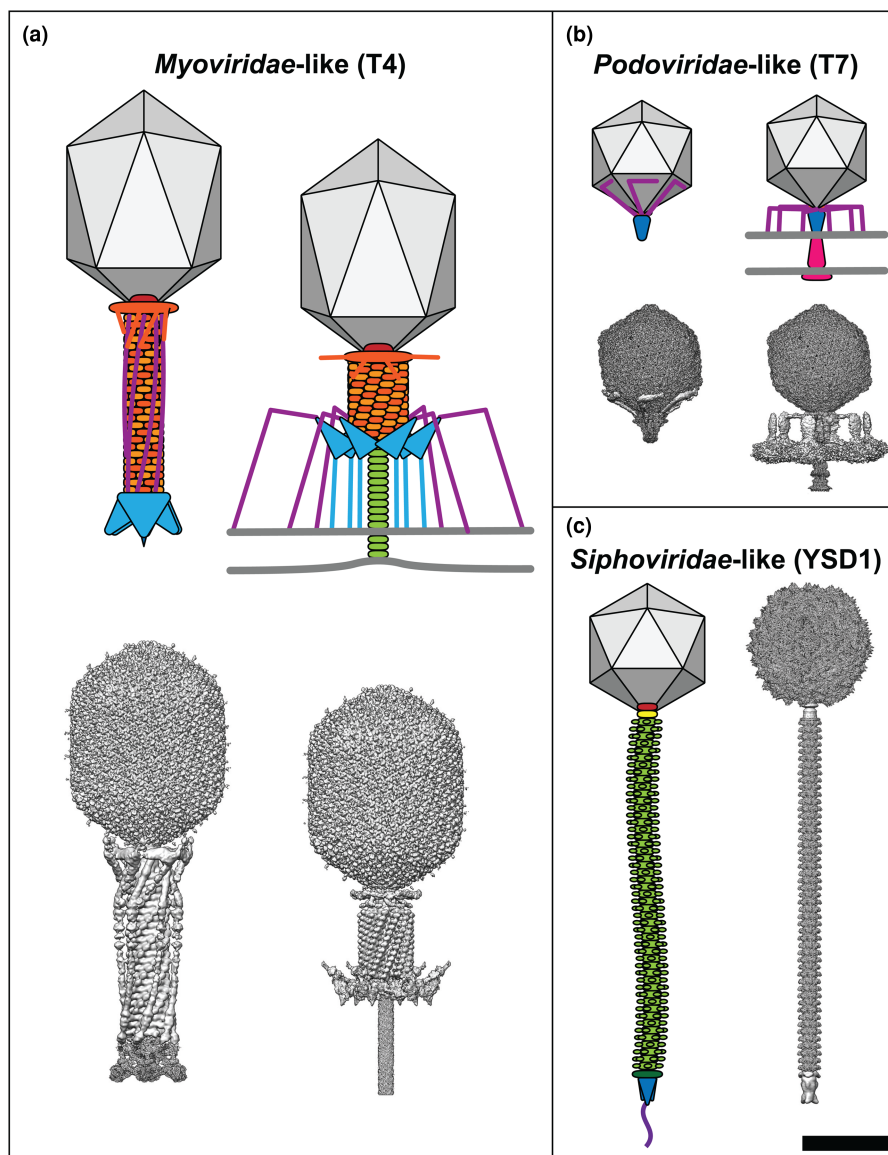 (a)
Myoviridae-like (T4)
(b)
Podoviridae-like (T7)
(c)
Siphoviridae-like (YSD1)